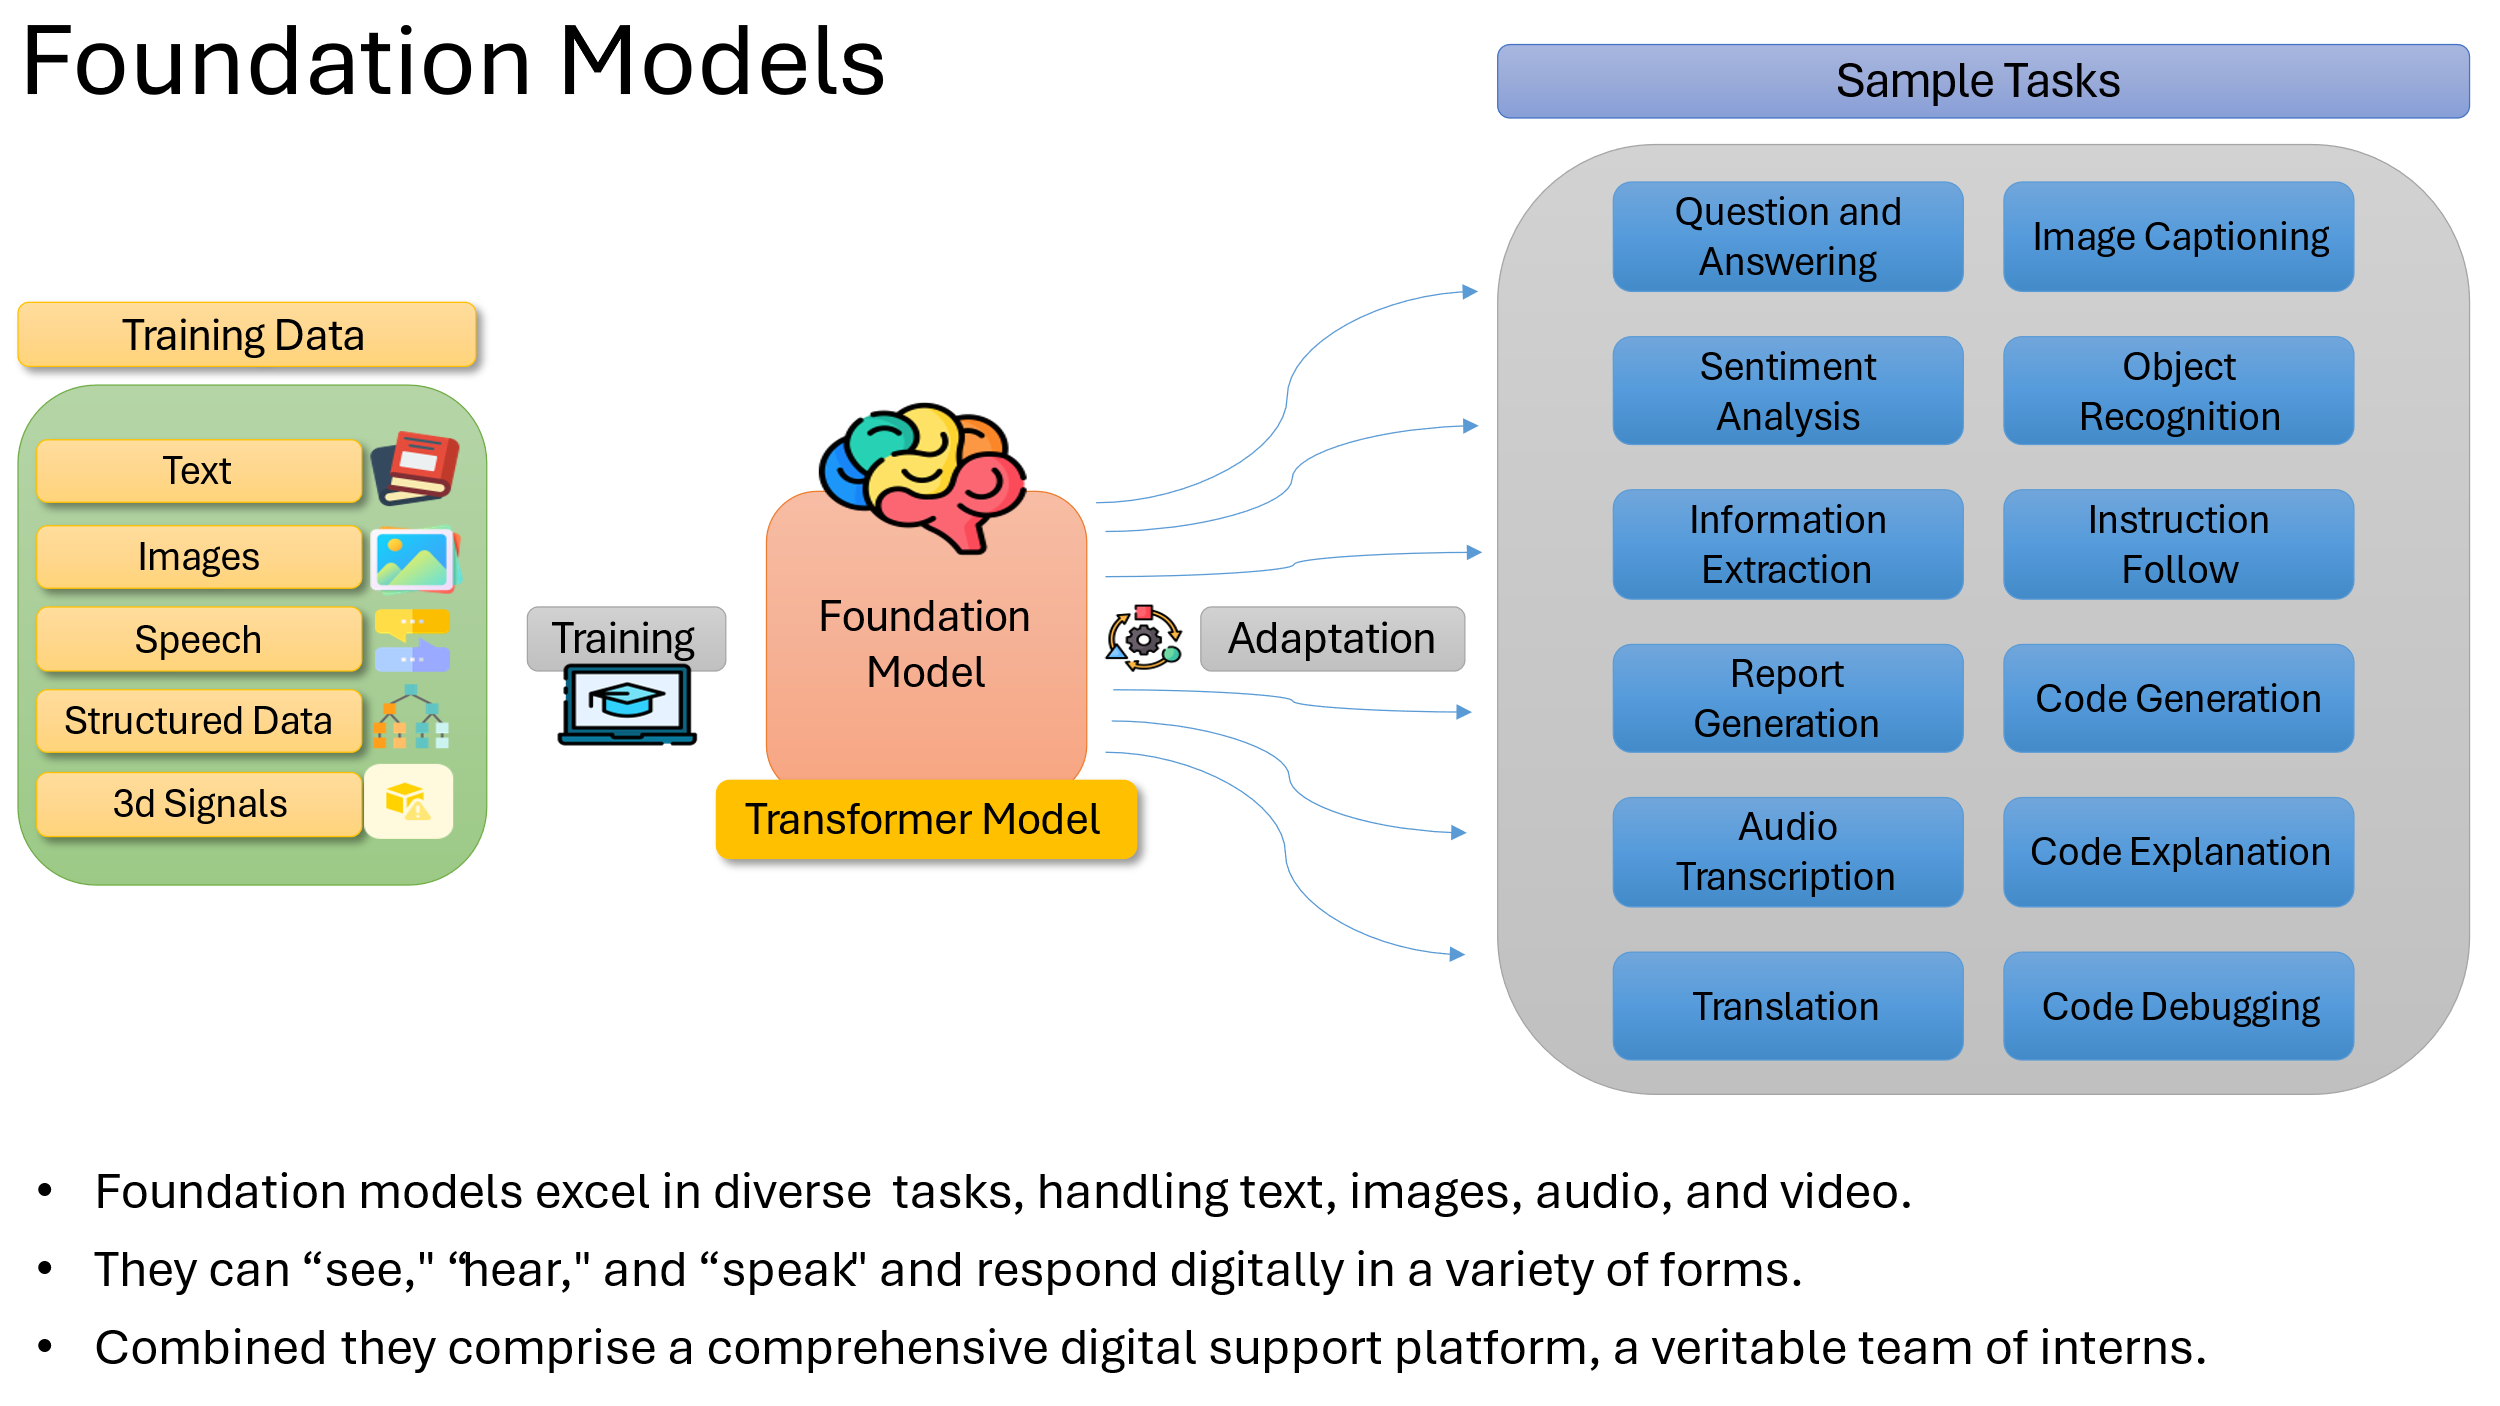 Foundation Models
Sample Tasks
Question and
Answering
Image Captioning
Sentiment
Analysis
Object
Recognition
Information
Extraction
Instruction
Follow
Report
Generation
Code Generation
Audio
Transcription
Code Explanation
Translation
Code Debugging
Training Data
Text
Images
Speech
Structured Data
3d Signals
Training
Foundation
Model
Transformer Model
Adaptation
• Foundation models excel in diverse  tasks, handling text, images, audio, and video.
• They can “see," “hear," and “speak" and respond digitally in a variety of forms.
• Combined they comprise a comprehensive digital support platform, a veritable team of interns.